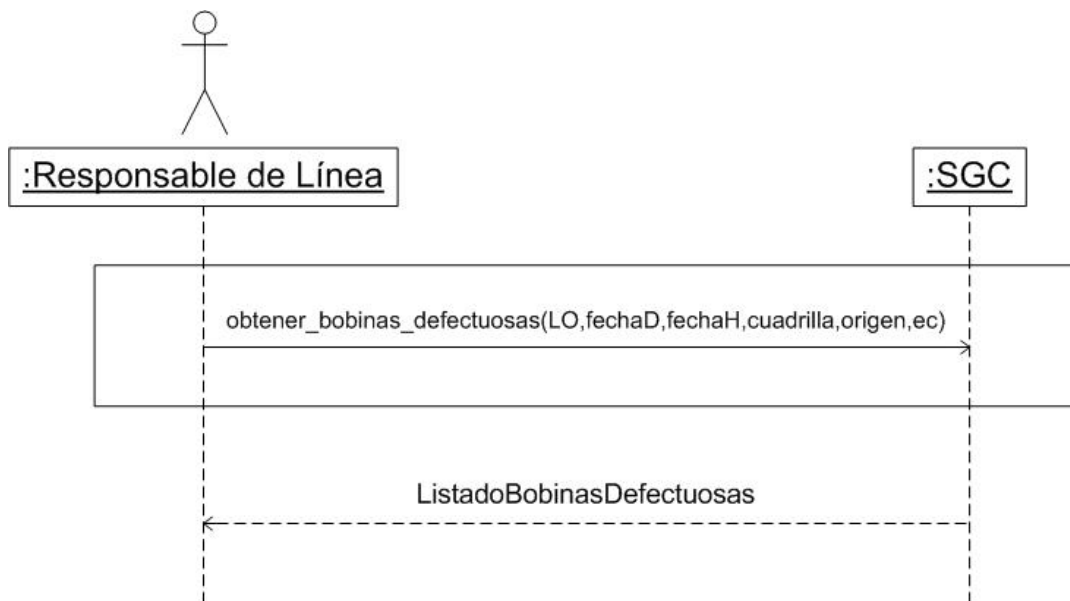 :Responsable de Línea
:SGC
obtener_bobinas_defectuosas(LO,fechaD,fechaH,cuadrilla,origen,ec)
ListadoBobinasDefectuosas